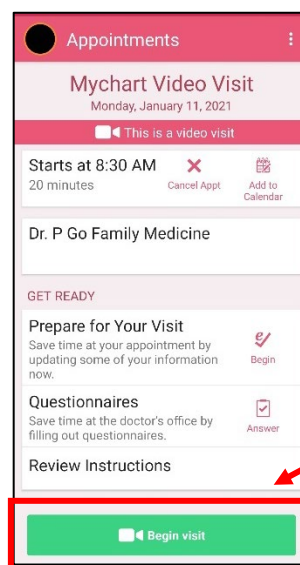 Appointments
Mychart Video Visit
Monday, January 11, 2021
This is a video visit
Starts at 8:30 AM
20 minutes
Cancel Appt
Add to
Calendar
Dr. P Go Family Medicine
GET READY
Prepare for Your Visit
Save time at your appointment by
updating some of your information
now.
Begin
Questionnaires
Save time at the doctor's office by
filling out questionnaires.
Answer
Review Instructions
Begin visit